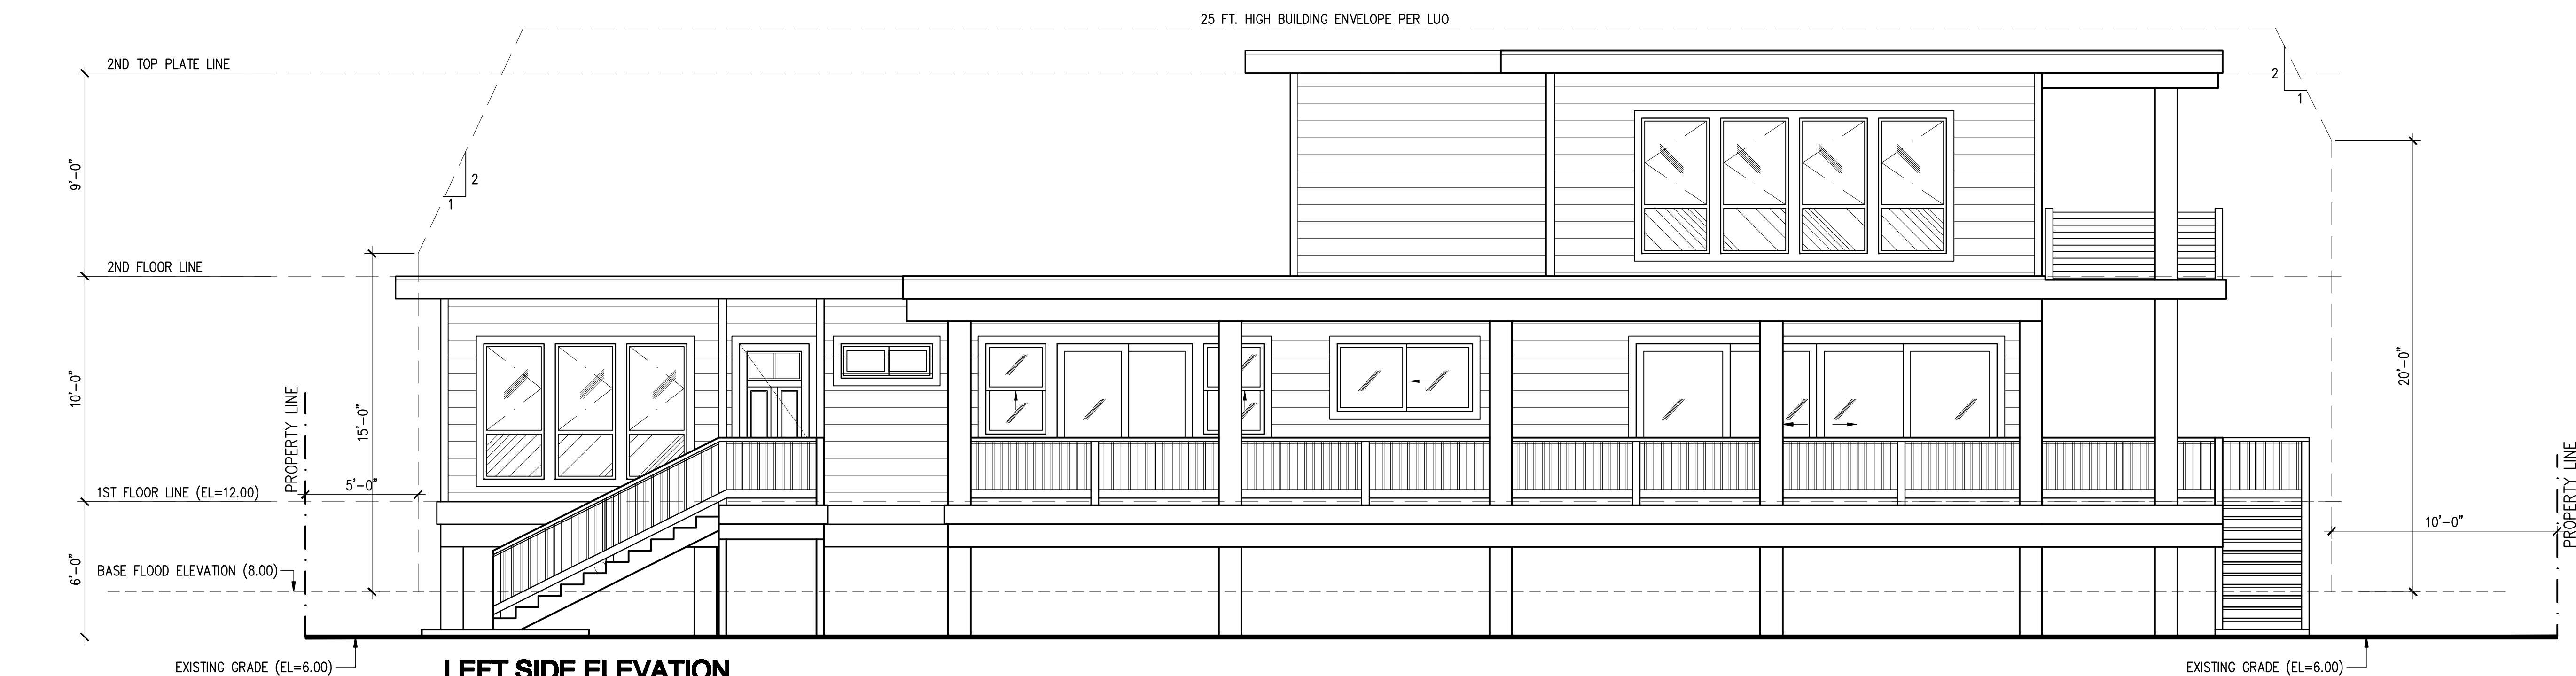 25 FT. HIGH BUILDING ENVELOPE PER LUO
2ND TOP PLATE LINE
2
1
9'-0"
2
1
2ND FLOOR LINE
10'-0"
15'-0"
20'-0"
PROPERTY LINE
PROPERTY LINE
5'-0"
1ST FLOOR LINE (EL=12.00)
10'-0"
6'-0"
BASE FLOOD ELEVATION (8.00)
EXISTING GRADE (EL=6.00)
LEFT SIDE ELEVATION
EXISTING GRADE (EL=6.00)